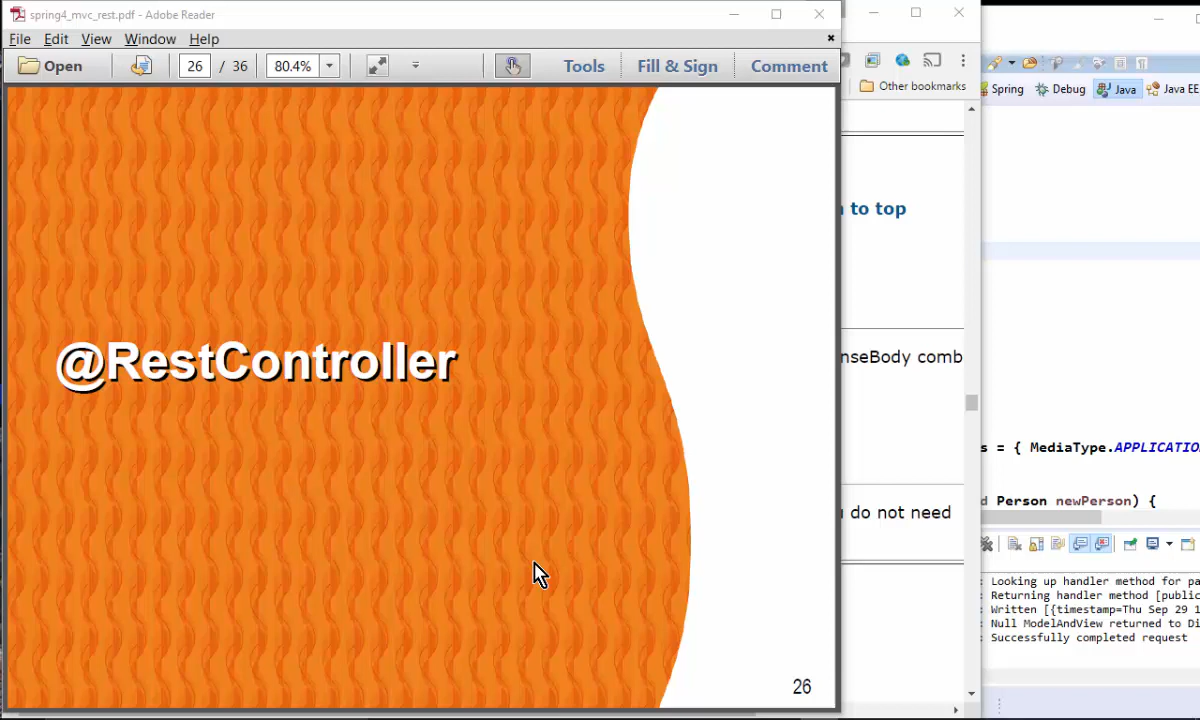 spring4_mvc_rest.pdf - Adobe Reader
File Edit View Window Help
Open 26 / 36 80.4% Tools Fill & Sign Comment
@RestController
26
Other bookmarks
to top
nseBody comb
do not need
Spring Debug Java Java EE
s = { MediaType.APPLICATIO
d Person newPerson) {
: Looking up handler method for pa
: Returning handler method [public
: Written [{timestamp=Thu Sep 29 1
: Null ModelAndView returned to Di
: Successfully completed request